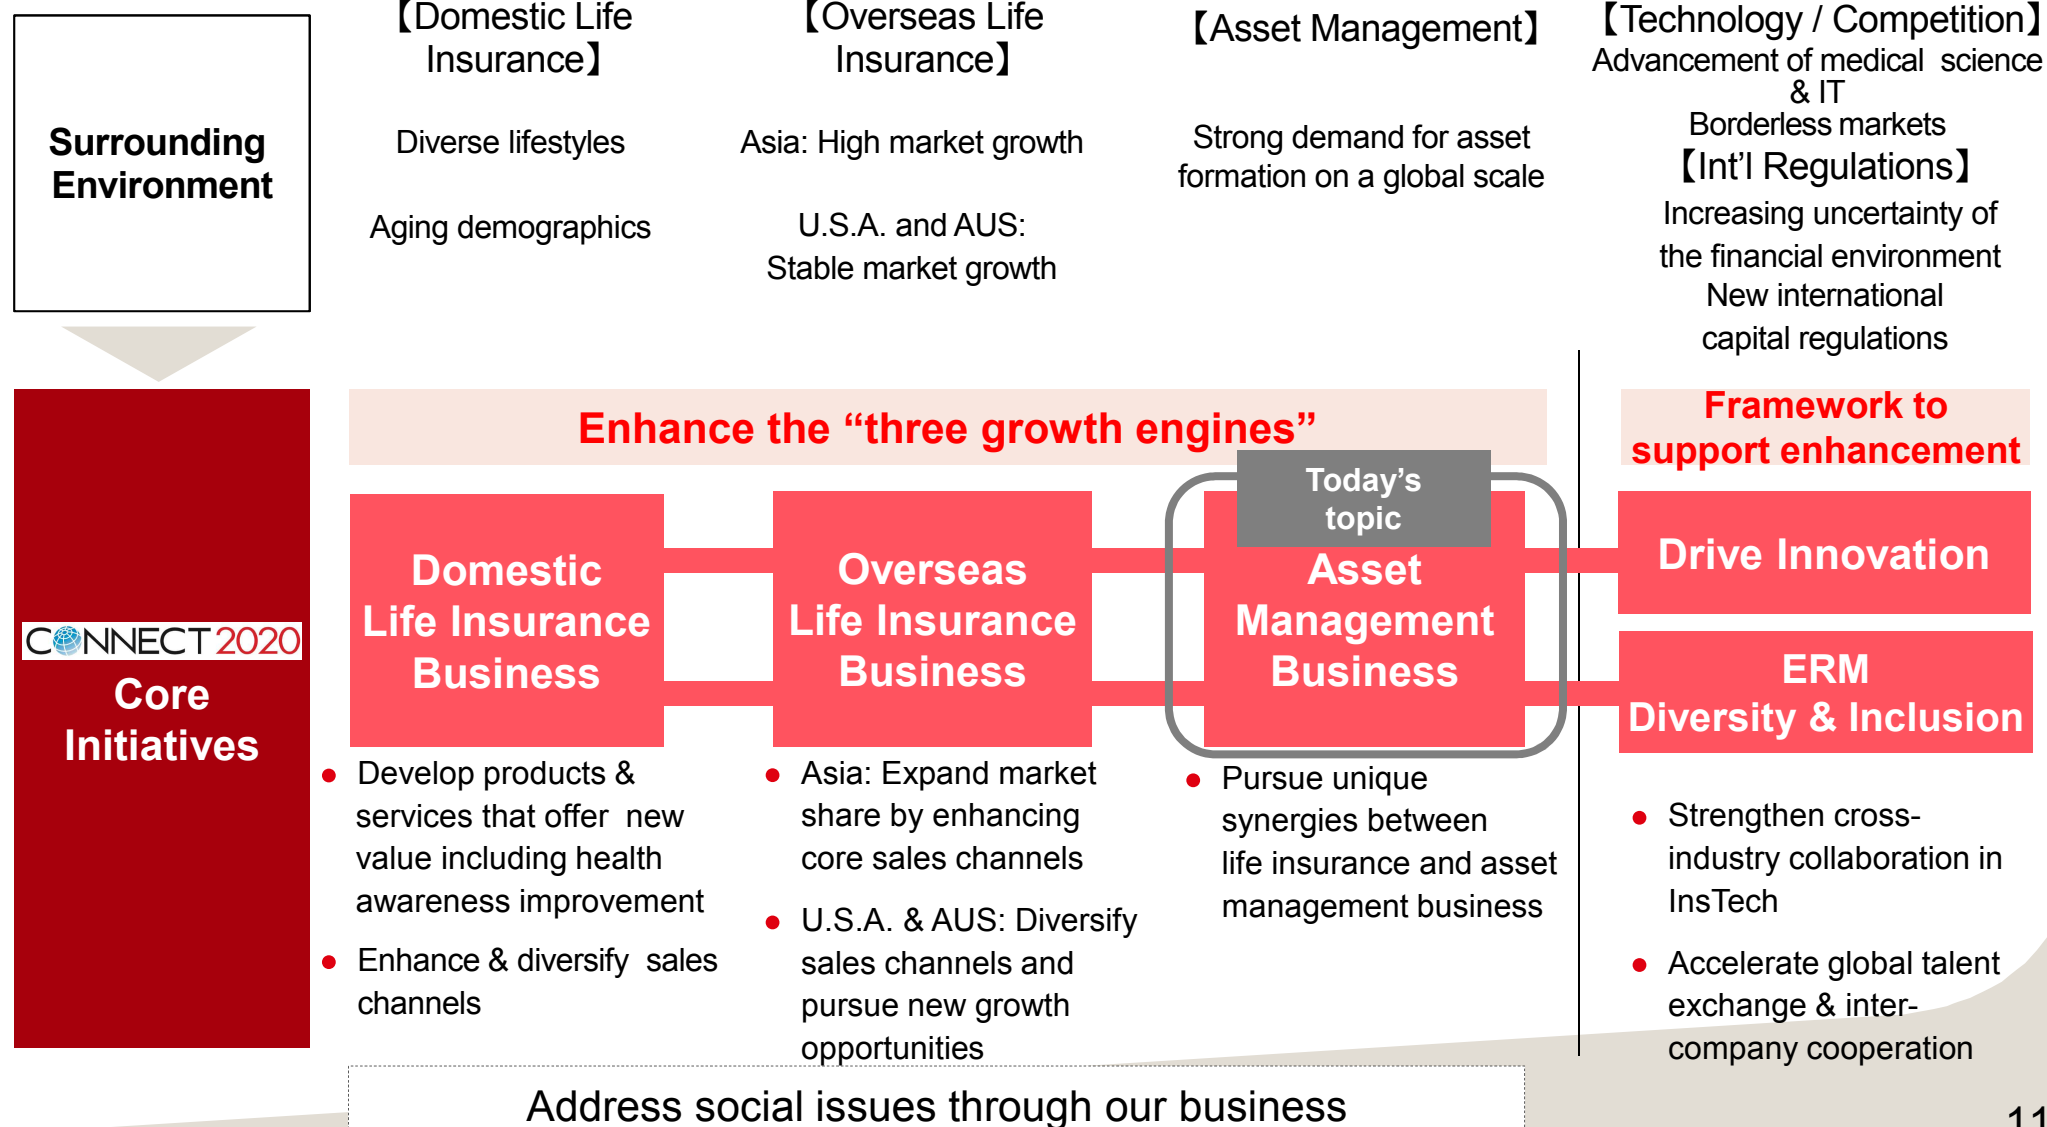 Surrounding
Environment
【Domestic Life
Insurance】
Diverse lifestyles
Aging demographics
【Overseas Life
Insurance】
Asia: High market growth
U.S.A. and AUS:
Stable market growth
【Asset Management】
Strong demand for asset
formation on a global scale
【Technology / Competition】
Advancement of medical science
& IT
Borderless markets
【Int’l Regulations】
Increasing uncertainty of
the financial environment
New international
capital regulations
CONNECT 2020
Core
Initiatives
Enhance the “three growth engines”
Framework to
support enhancement
Domestic
Life Insurance
Business
Overseas
Life Insurance
Business
Today’s
topic
Asset
Management
Business
Drive Innovation
ERM
Diversity & Inclusion
● Develop products &
services that offer new
value including health
awareness improvement
● Enhance & diversify sales
channels
● Asia: Expand market
share by enhancing
core sales channels
● U.S.A. & AUS: Diversify
sales channels and
pursue new growth
opportunities
● Pursue unique
synergies between
life insurance and asset
management business
● Strengthen cross-
industry collaboration in
InsTech
● Accelerate global talent
exchange & inter-
company cooperation
Address social issues through our business
11